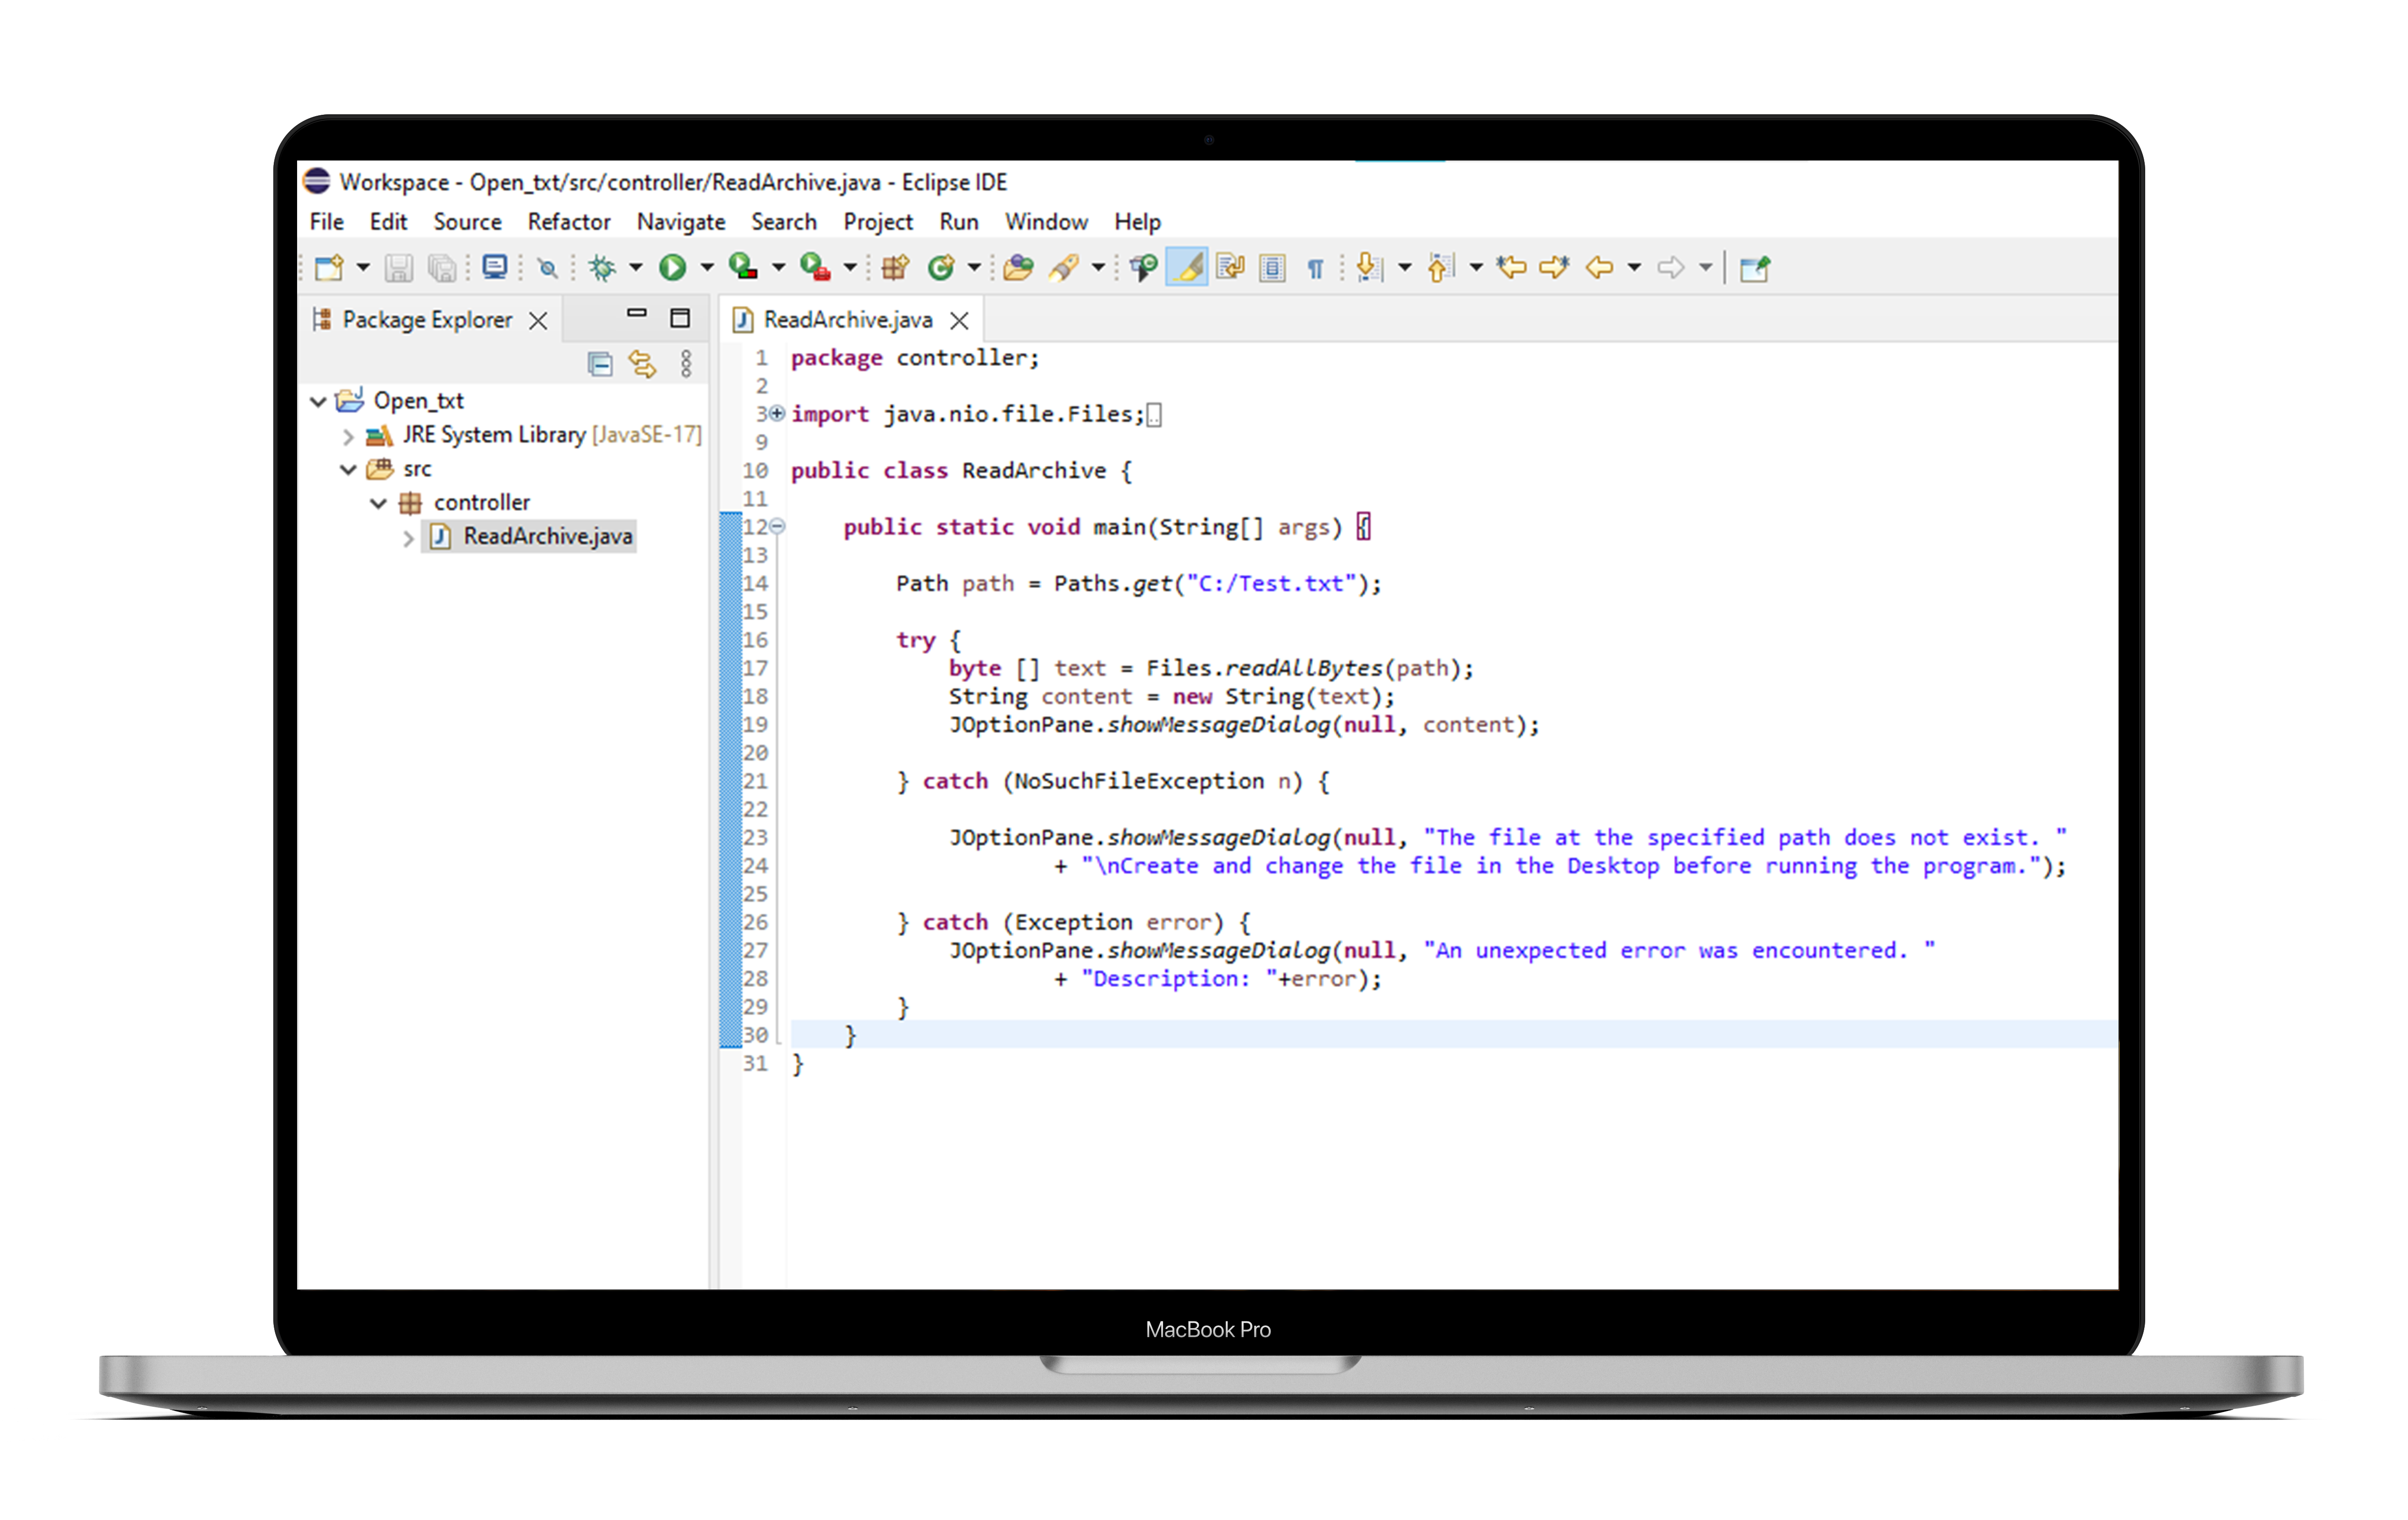 Workspace - Open_txt/src/controller/ReadArchive.java - Eclipse IDE
File Edit Source Refactor Navigate Search Project Run Window Help
Package Explorer
Open_txt
JRE System Library [JavaSE-17]
src
controller
ReadArchive.java
ReadArchive.java
1 package controller;
2
3 import java.nio.file.Files;
9
10 public class ReadArchive {
11
12 public static void main(String[] args) {
13
14 Path path = Paths.get("C:/Test.txt");
15
16 try {
17 byte [] text = Files.readAllBytes(path);
18 String content = new String(text);
19 JOptionPane.showMessageDialog(null, content);
20
21 } catch (NoSuchFileException n) {
22
23 JOptionPane.showMessageDialog(null, "The file at the specified path does not exist. "
24 + "\nCreate and change the file in the Desktop before running the program.");
25
26 } catch (Exception error) {
27 JOptionPane.showMessageDialog(null, "An unexpected error was encountered. "
28 + "Description: "+error);
29 }
30 }
31 }
MacBook Pro